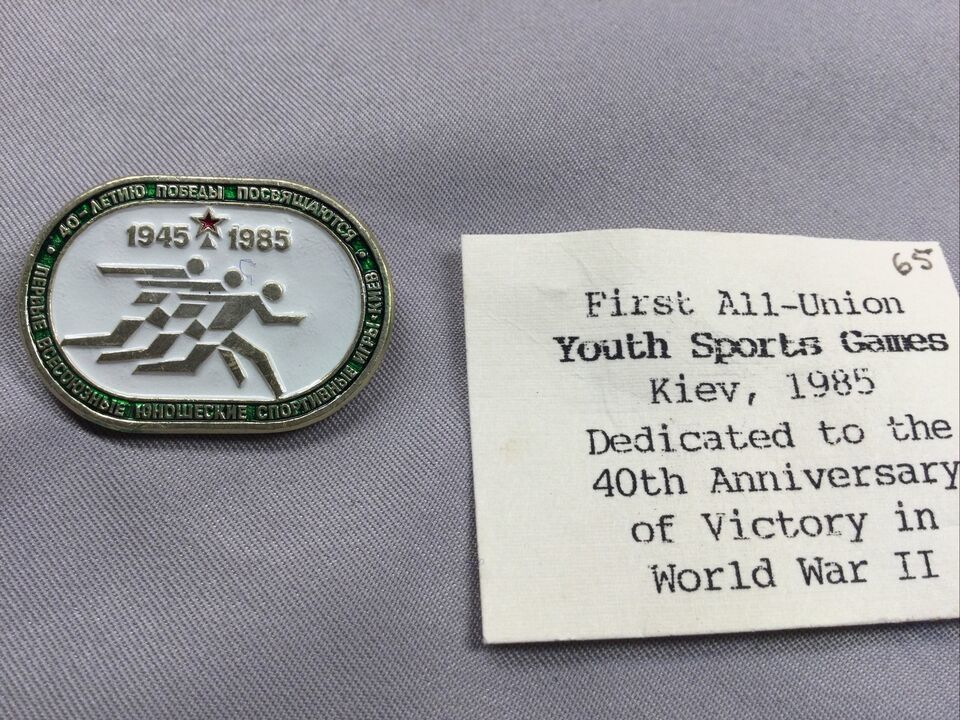 40-ЛЕТИЮ ПОБЕДЫ ПОСВЯЩАЮТСЯ
1945 1985
ПЕРВЫЕ ВСЕСОЮЗНЫЕ ЮНОШЕСКИЕ СПОРТИВНЫЕ ИГРЫ·КИЕВ
65
First All-Union
Youth Sports Games
Kiev, 1985
Dedicated to the
40th Anniversary
of Victory in
World War II